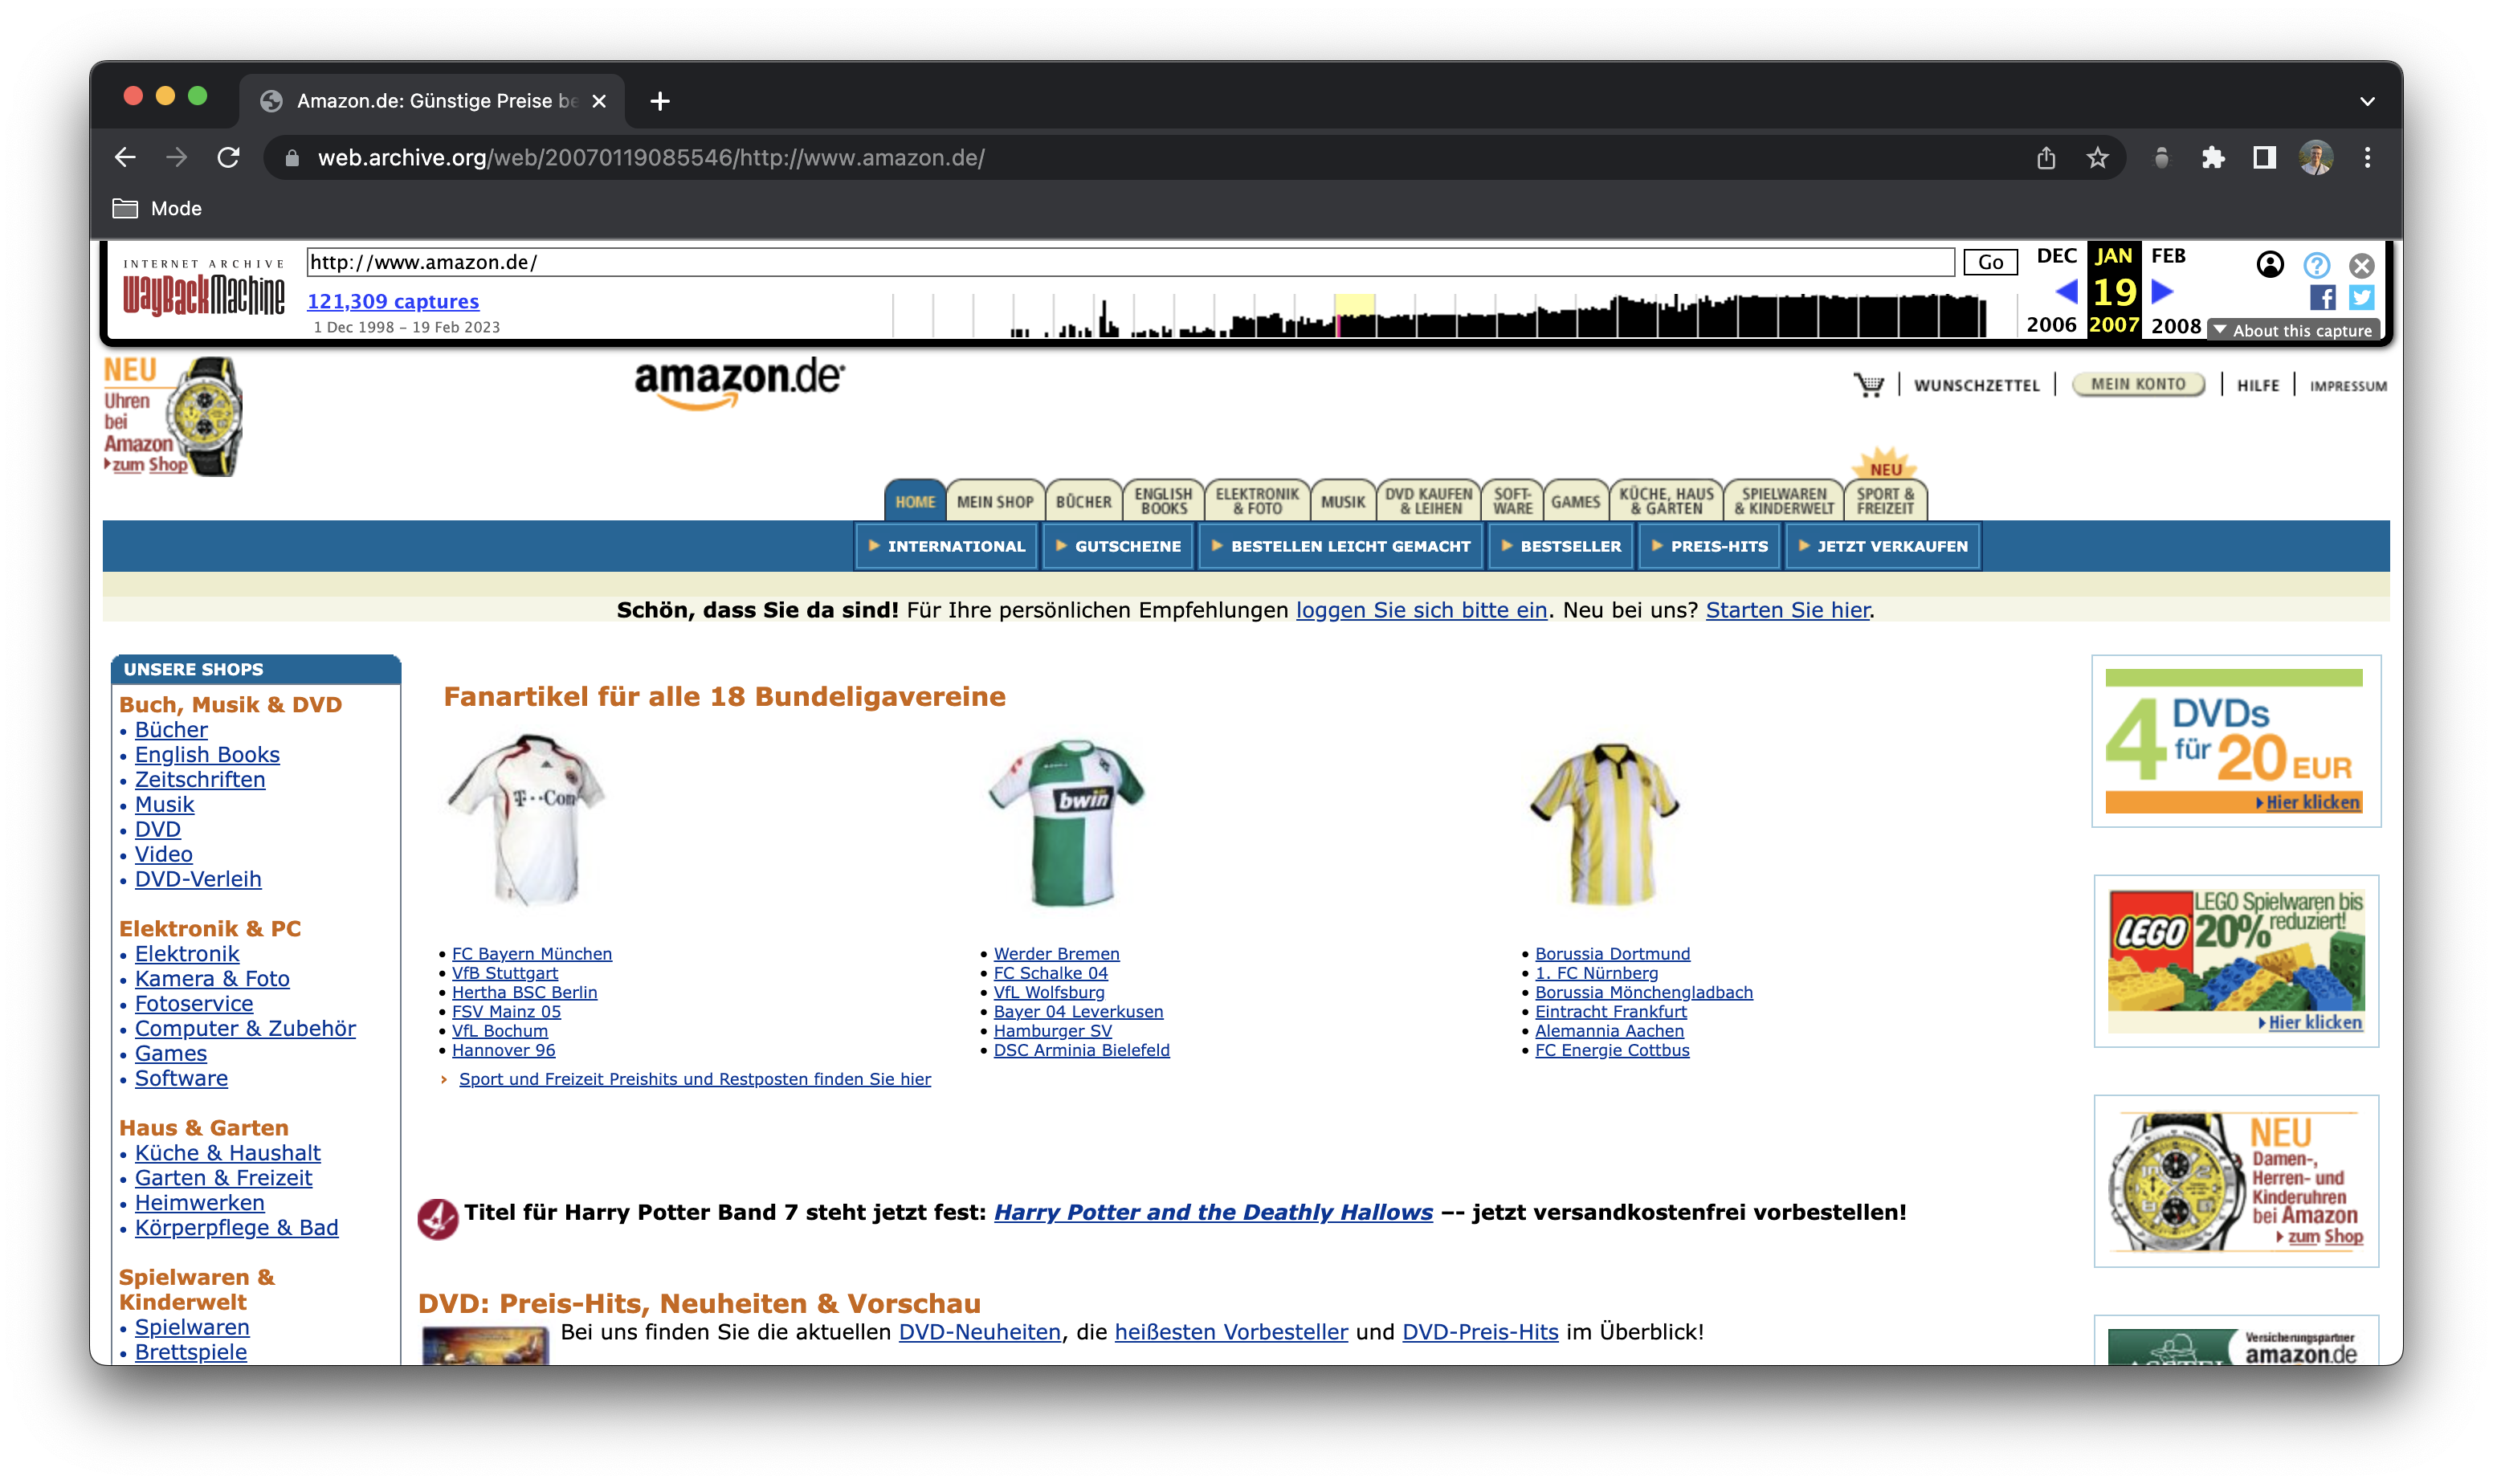 Amazon.de: Günstige Preise be
web.archive.org/web/20070119085546/http://www.amazon.de/
Mode
INTERNET ARCHIVE
WayBackMachine
http://www.amazon.de/
Go
121,309 captures
1 Dec 1998 – 19 Feb 2023
DEC JAN FEB
19
2006 2007 2008
About this capture
NEU
Uhren
bei
Amazon
zum Shop
amazon.de
WUNSCHZETTEL | MEIN KONTO | HILFE | IMPRESSUM
NEU
HOME
MEIN SHOP
BÜCHER
ENGLISH
BOOKS
ELEKTRONIK
& FOTO
MUSIK
DVD KAUFEN
& LEIHEN
SOFT-
WARE
GAMES
KÜCHE, HAUS
& GARTEN
SPIELWAREN
& KINDERWELT
SPORT &
FREIZEIT
INTERNATIONAL
GUTSCHEINE
BESTELLEN LEICHT GEMACHT
BESTSELLER
PREIS-HITS
JETZT VERKAUFEN
Schön, dass Sie da sind! Für Ihre persönlichen Empfehlungen loggen Sie sich bitte ein. Neu bei uns? Starten Sie hier.
UNSERE SHOPS
Buch, Musik & DVD
• Bücher
• English Books
• Zeitschriften
• Musik
• DVD
• Video
• DVD-Verleih
Elektronik & PC
• Elektronik
• Kamera & Foto
• Fotoservice
• Computer & Zubehör
• Games
• Software
Haus & Garten
• Küche & Haushalt
• Garten & Freizeit
• Heimwerken
• Körperpflege & Bad
Spielwaren &
Kinderwelt
• Spielwaren
• Brettspiele
Fanartikel für alle 18 Bundeligavereine
T··Com
bwin
• FC Bayern München
• VfB Stuttgart
• Hertha BSC Berlin
• FSV Mainz 05
• VfL Bochum
• Hannover 96
• Werder Bremen
• FC Schalke 04
• VfL Wolfsburg
• Bayer 04 Leverkusen
• Hamburger SV
• DSC Arminia Bielefeld
• Borussia Dortmund
• 1. FC Nürnberg
• Borussia Mönchengladbach
• Eintracht Frankfurt
• Alemannia Aachen
• FC Energie Cottbus
› Sport und Freizeit Preishits und Restposten finden Sie hier
Titel für Harry Potter Band 7 steht jetzt fest: Harry Potter and the Deathly Hallows –- jetzt versandkostenfrei vorbestellen!
DVD: Preis-Hits, Neuheiten & Vorschau
Bei uns finden Sie die aktuellen DVD-Neuheiten, die heißesten Vorbesteller und DVD-Preis-Hits im Überblick!
4 DVDs
für 20 EUR
Hier klicken
LEGO
LEGO Spielwaren bis
20% reduziert!
Hier klicken
NEU
Damen-,
Herren- und
Kinderuhren
bei Amazon
zum Shop
Versicherungspartner
amazon.de